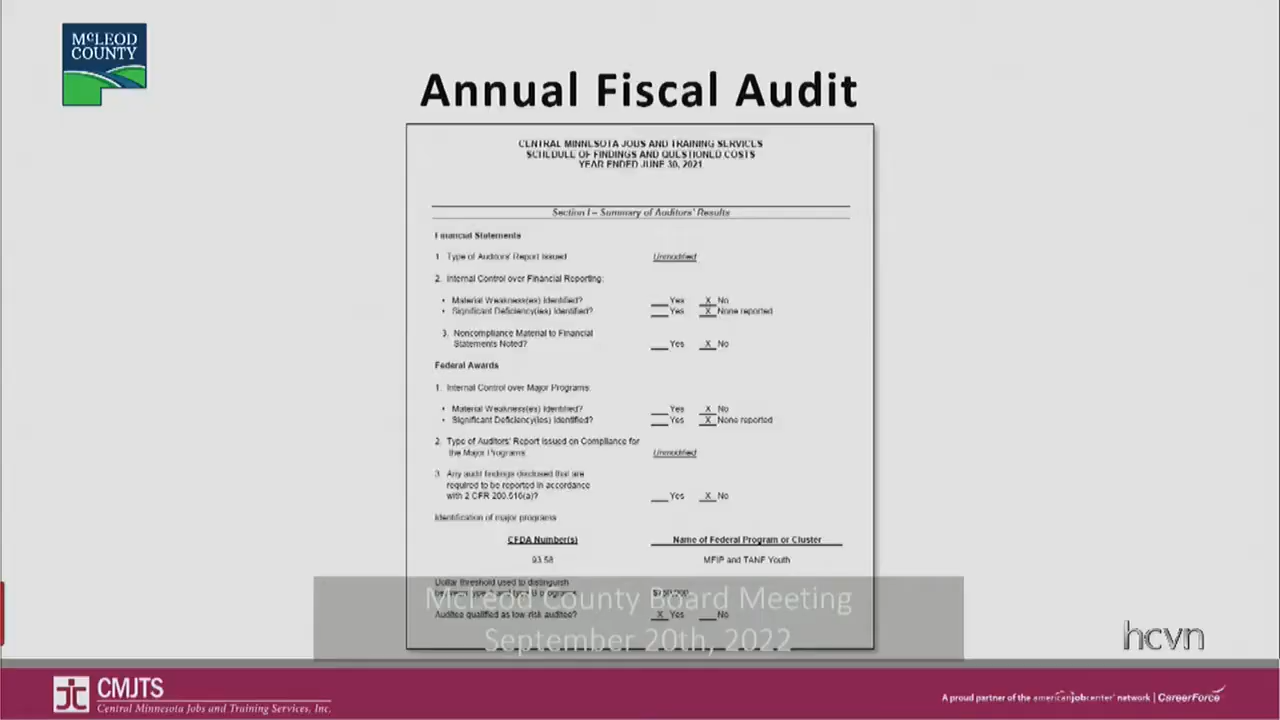 McLEOD
COUNTY
Annual Fiscal Audit
CENTRAL MINNESOTA JOBS AND TRAINING SERVICES
SCHEDULE OF FINDINGS AND QUESTIONED COSTS
YEAR ENDED JUNE 30, 2021
Section I – Summary of Auditors' Results
Financial Statements
1. Type of Auditors' Report Issued Unmodified
2. Internal Control over Financial Reporting:
• Material Weakness(es) Identified? Yes X No
• Significant Deficiency(ies) Identified? Yes X None reported
3. Noncompliance Material to Financial
Statements Noted? Yes X No
Federal Awards
1. Internal Control over Major Programs:
• Material Weakness(es) Identified? Yes X No
• Significant Deficiency(ies) Identified? Yes X None reported
2. Type of Auditors' Report Issued on Compliance for
the Major Programs Unmodified
3. Any audit findings disclosed that are
required to be reported in accordance
with 2 CFR 200.516(a)? Yes X No
Identification of major programs
CFDA Number(s) Name of Federal Program or Cluster
93.58 MFIP and TANF Youth
Dollar threshold used to distinguish
Auditee qualified as low risk auditee? X Yes No
McLeod County Board Meeting
September 20th, 2022
hcvn
CMJTS
Central Minnesota Jobs and Training Services, Inc.
A proud partner of the americanjobcenter network | CareerForce